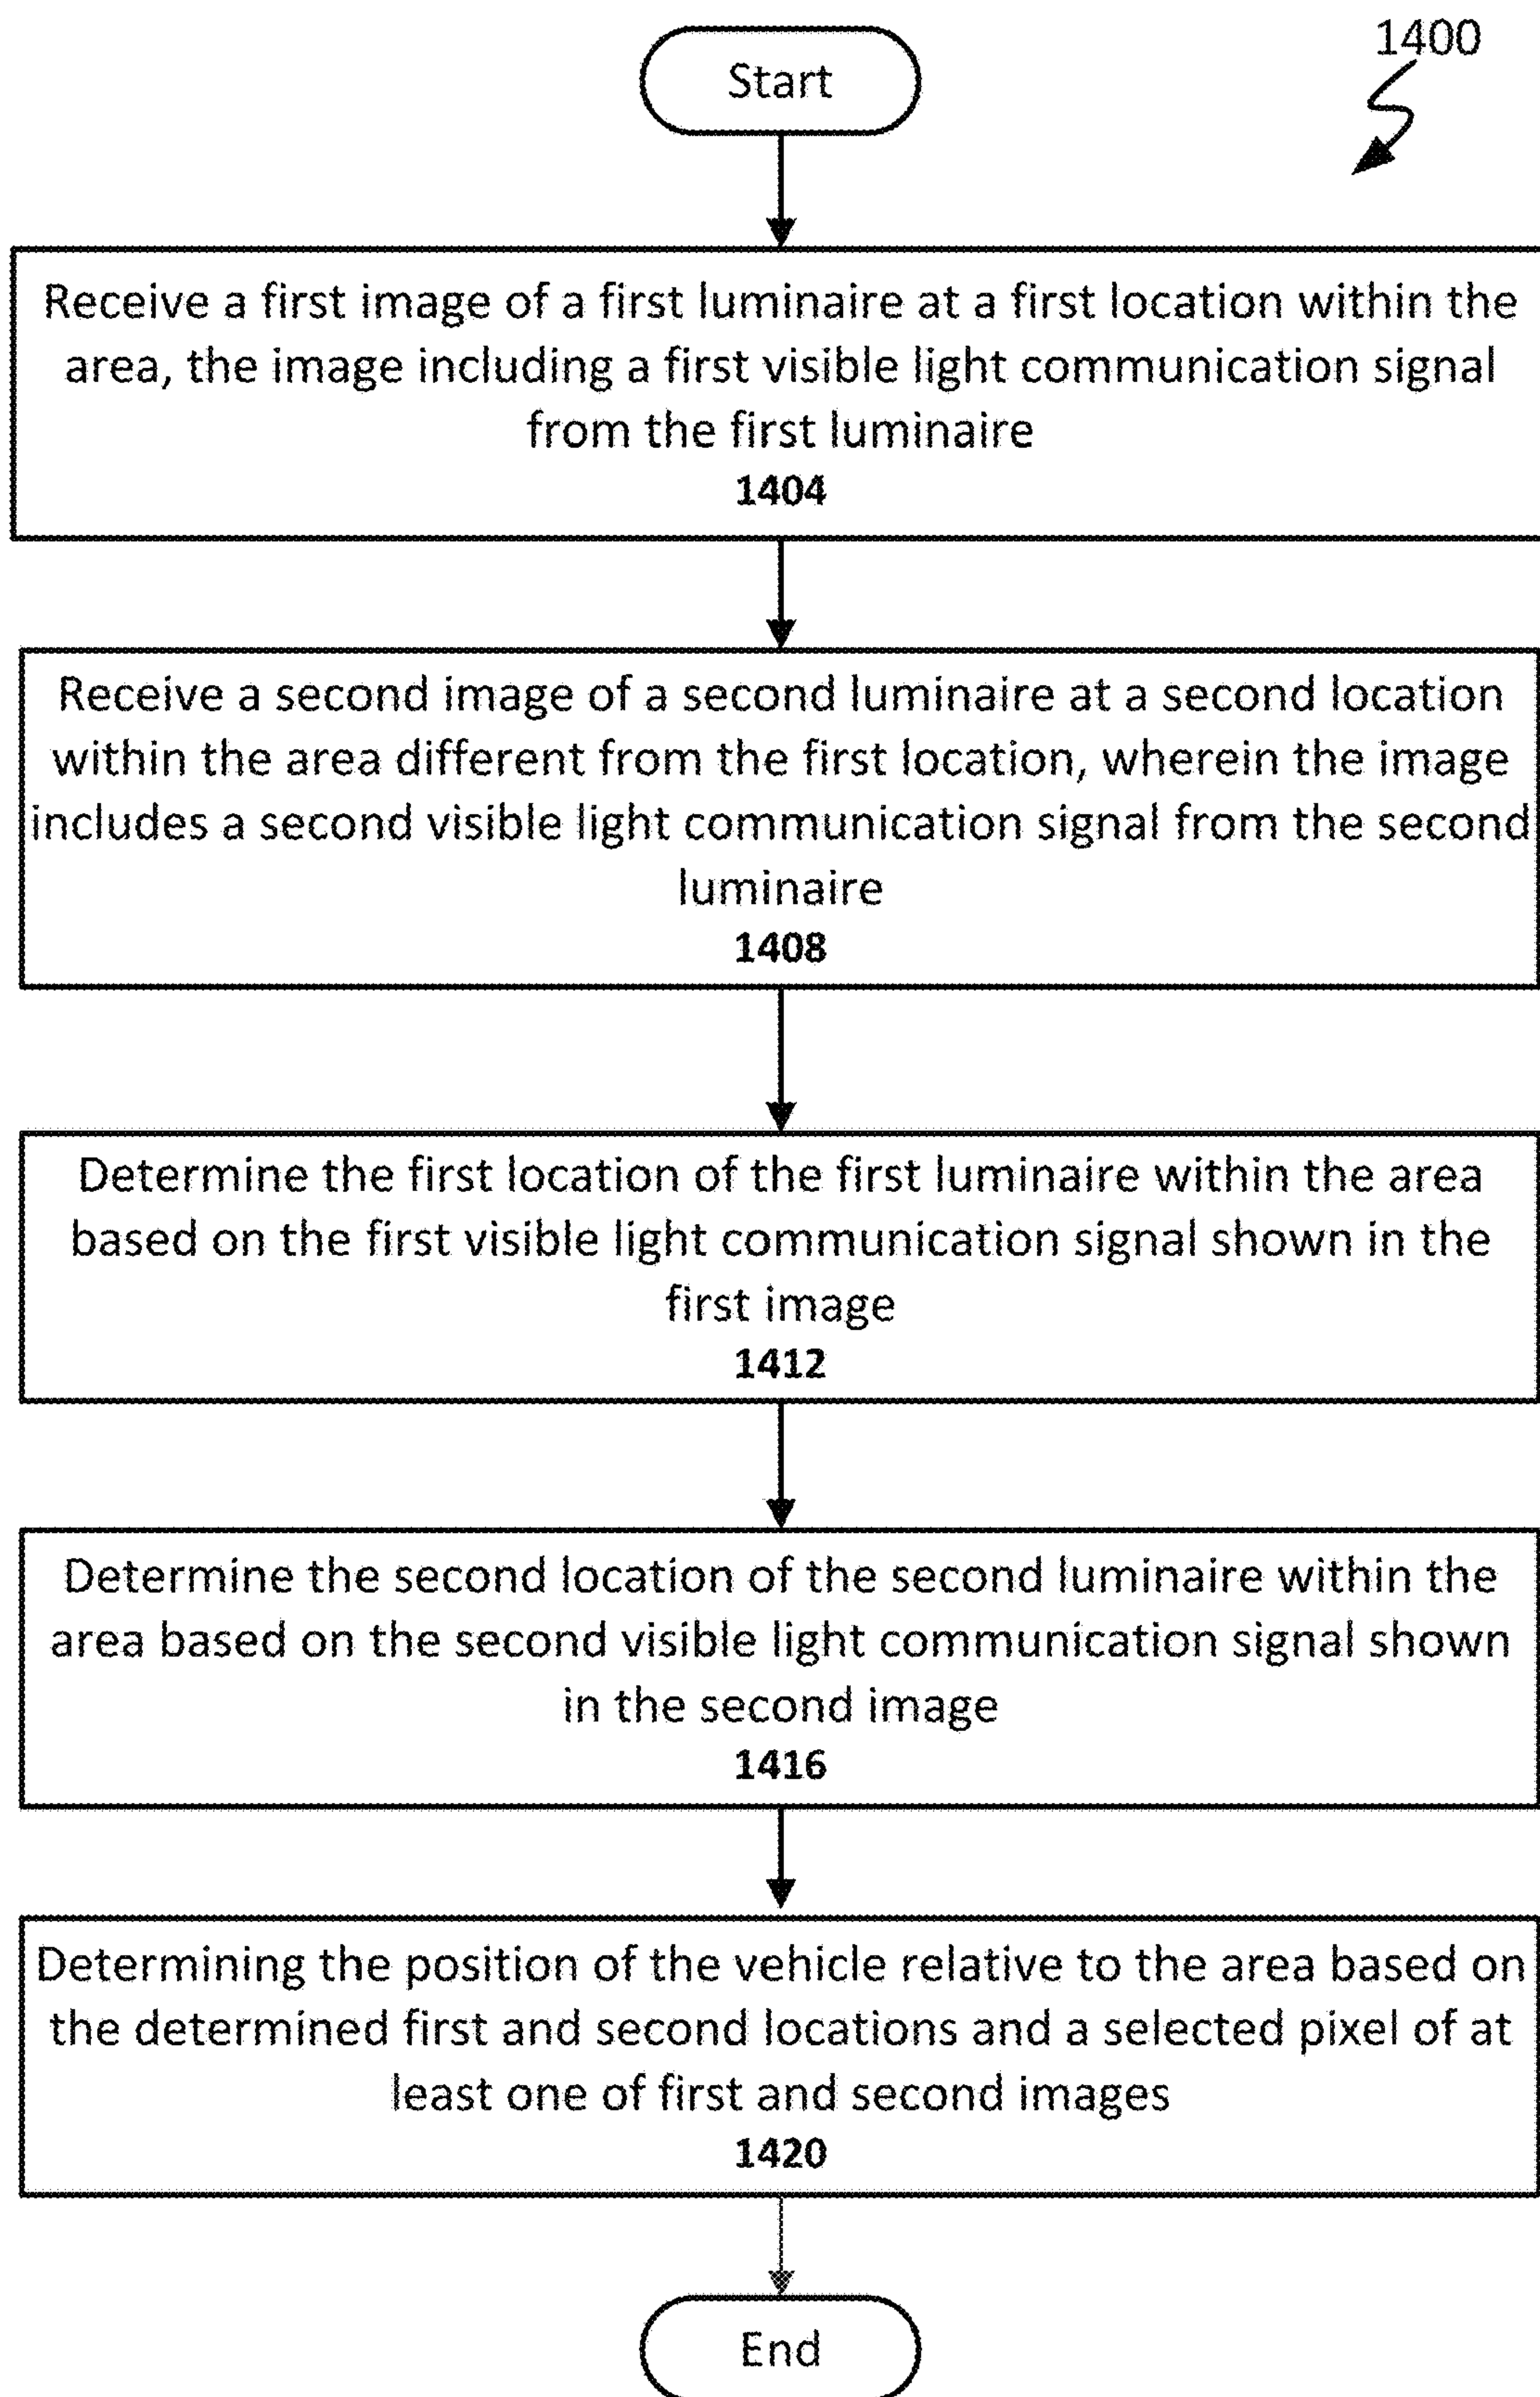 1400
Start
Receive a first image of a first luminaire at a first location within the
area, the image including a first visible light communication signal
from the first luminaire
1404
Receive a second image of a second luminaire at a second location
within the area different from the first location, wherein the image
includes a second visible light communication signal from the second
luminaire
1408
Determine the first location of the first luminaire within the area
based on the first visible light communication signal shown in the
first image
1412
Determine the second location of the second luminaire within the
area based on the second visible light communication signal shown
in the second image
1416
Determining the position of the vehicle relative to the area based on
the determined first and second locations and a selected pixel of at
least one of first and second images
1420
End